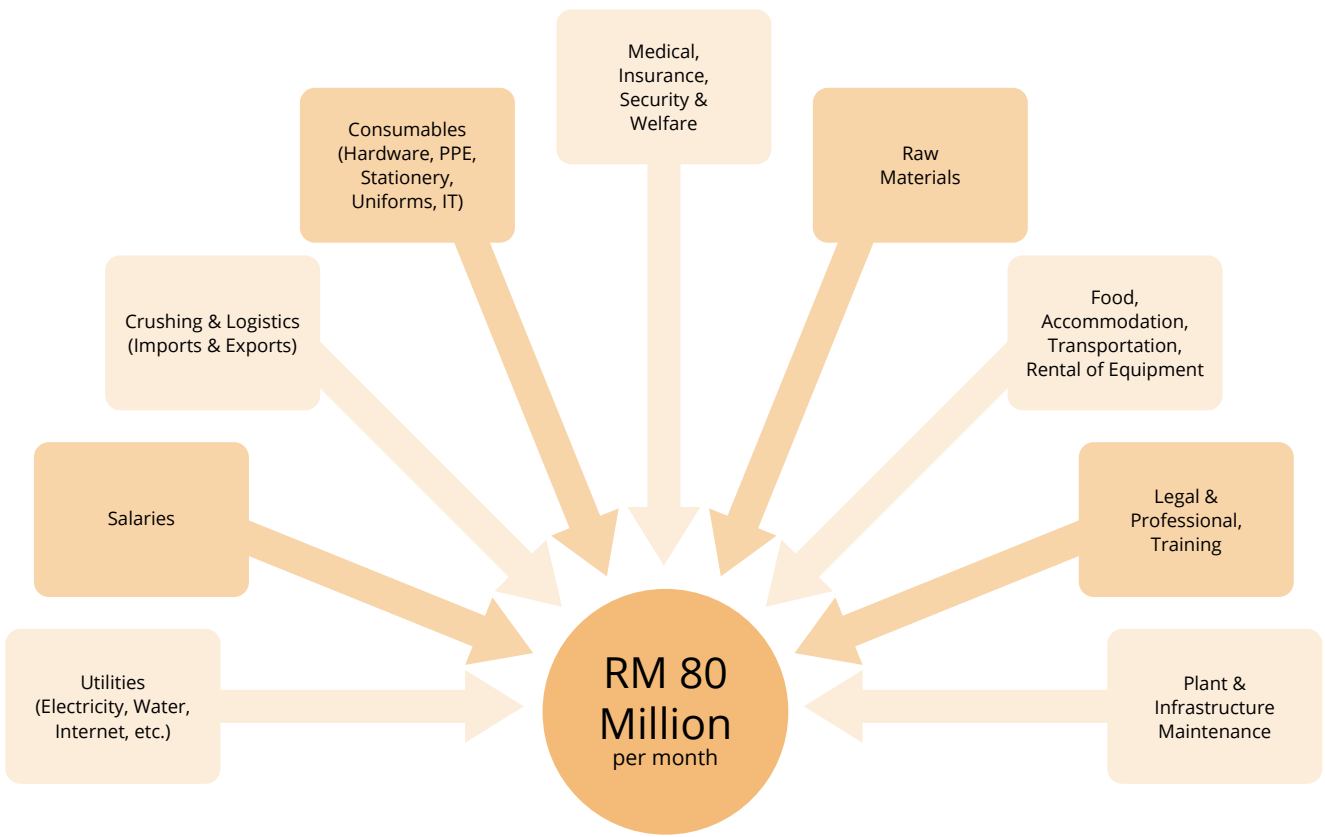 Medical,
Insurance,
Security &
Welfare
Consumables
(Hardware, PPE,
Stationery,
Uniforms, IT)
Raw
Materials
Crushing & Logistics
(Imports & Exports)
Food,
Accommodation,
Transportation,
Rental of Equipment
Salaries
Legal &
Professional,
Training
Utilities
(Electricity, Water,
Internet, etc.)
RM 80
Million
per month
Plant &
Infrastructure
Maintenance